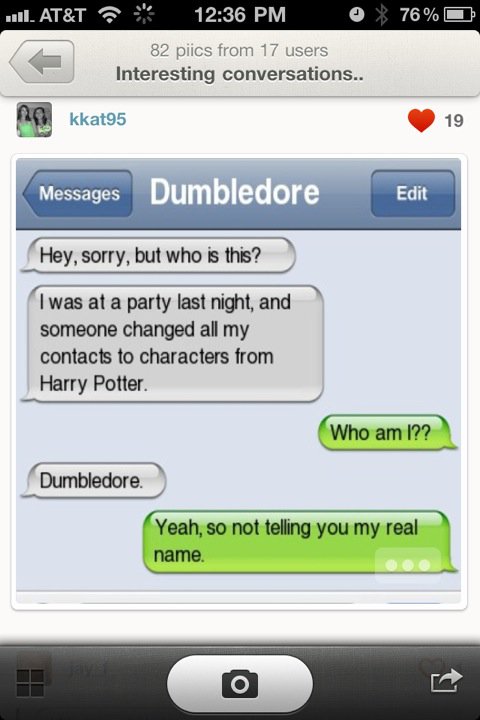 AT&T 12:36 PM 76%
82 piics from 17 users
Interesting conversations..
kkat95 19
Messages Dumbledore Edit
Hey, sorry, but who is this?
I was at a party last night, and
someone changed all my
contacts to characters from
Harry Potter.
Who am I??
Dumbledore.
Yeah, so not telling you my real
name.